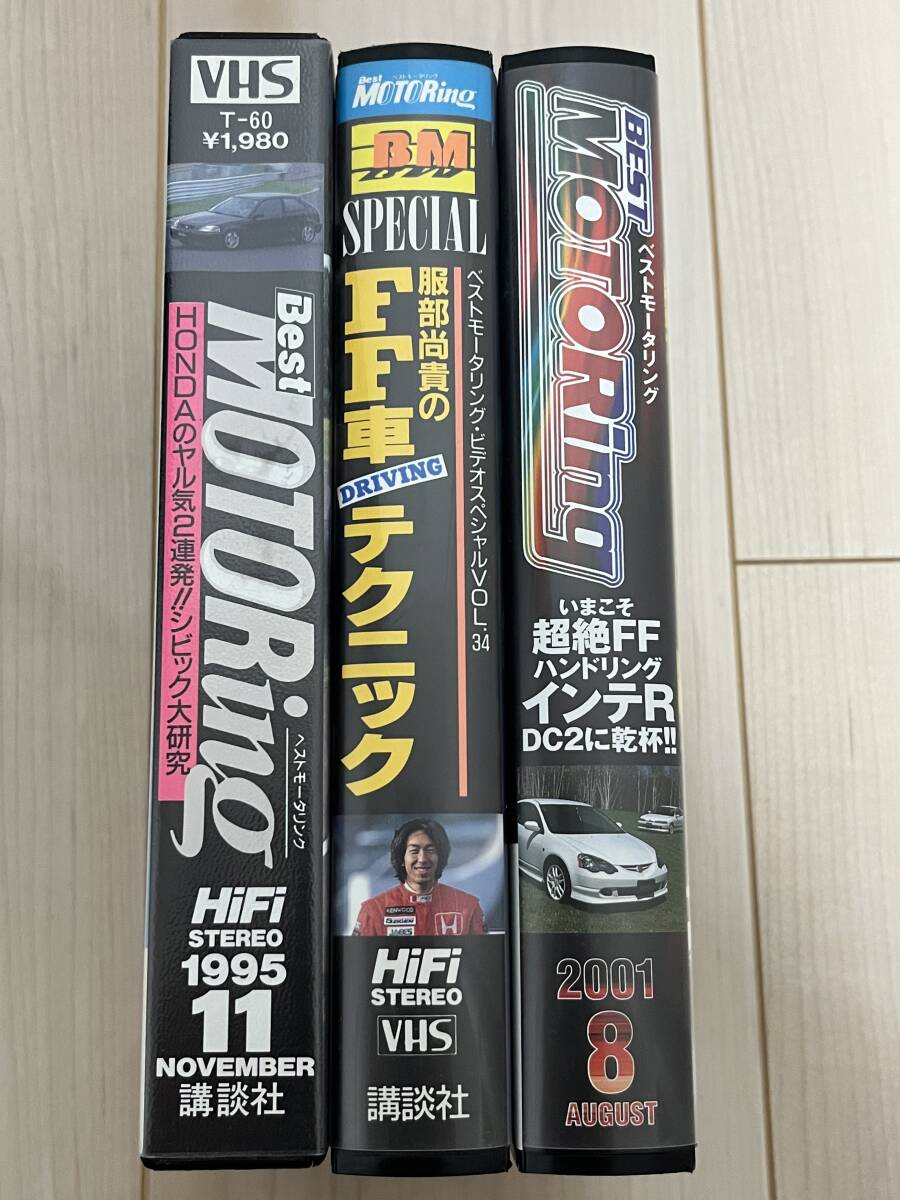 VHS
T-60
¥1,980
Best
MOTORing
ベストモータリング
HONDAのヤル気2連発!!シビック大研究
HiFi
STEREO
1995
11
NOVEMBER
講談社
ベストモータリング
Best
MOTORing
BM
SPECIAL
ベストモータリング・ビデオスペシャルVOL.34
服部尚貴の
FF車
DRIVING
テクニック
KENWOOD
HiFi
STEREO
VHS
講談社
BEST
MOTORing
ベストモータリング
いまこそ
超絶FF
ハンドリング
インテR
DC2に乾杯!!
2001
8
AUGUST